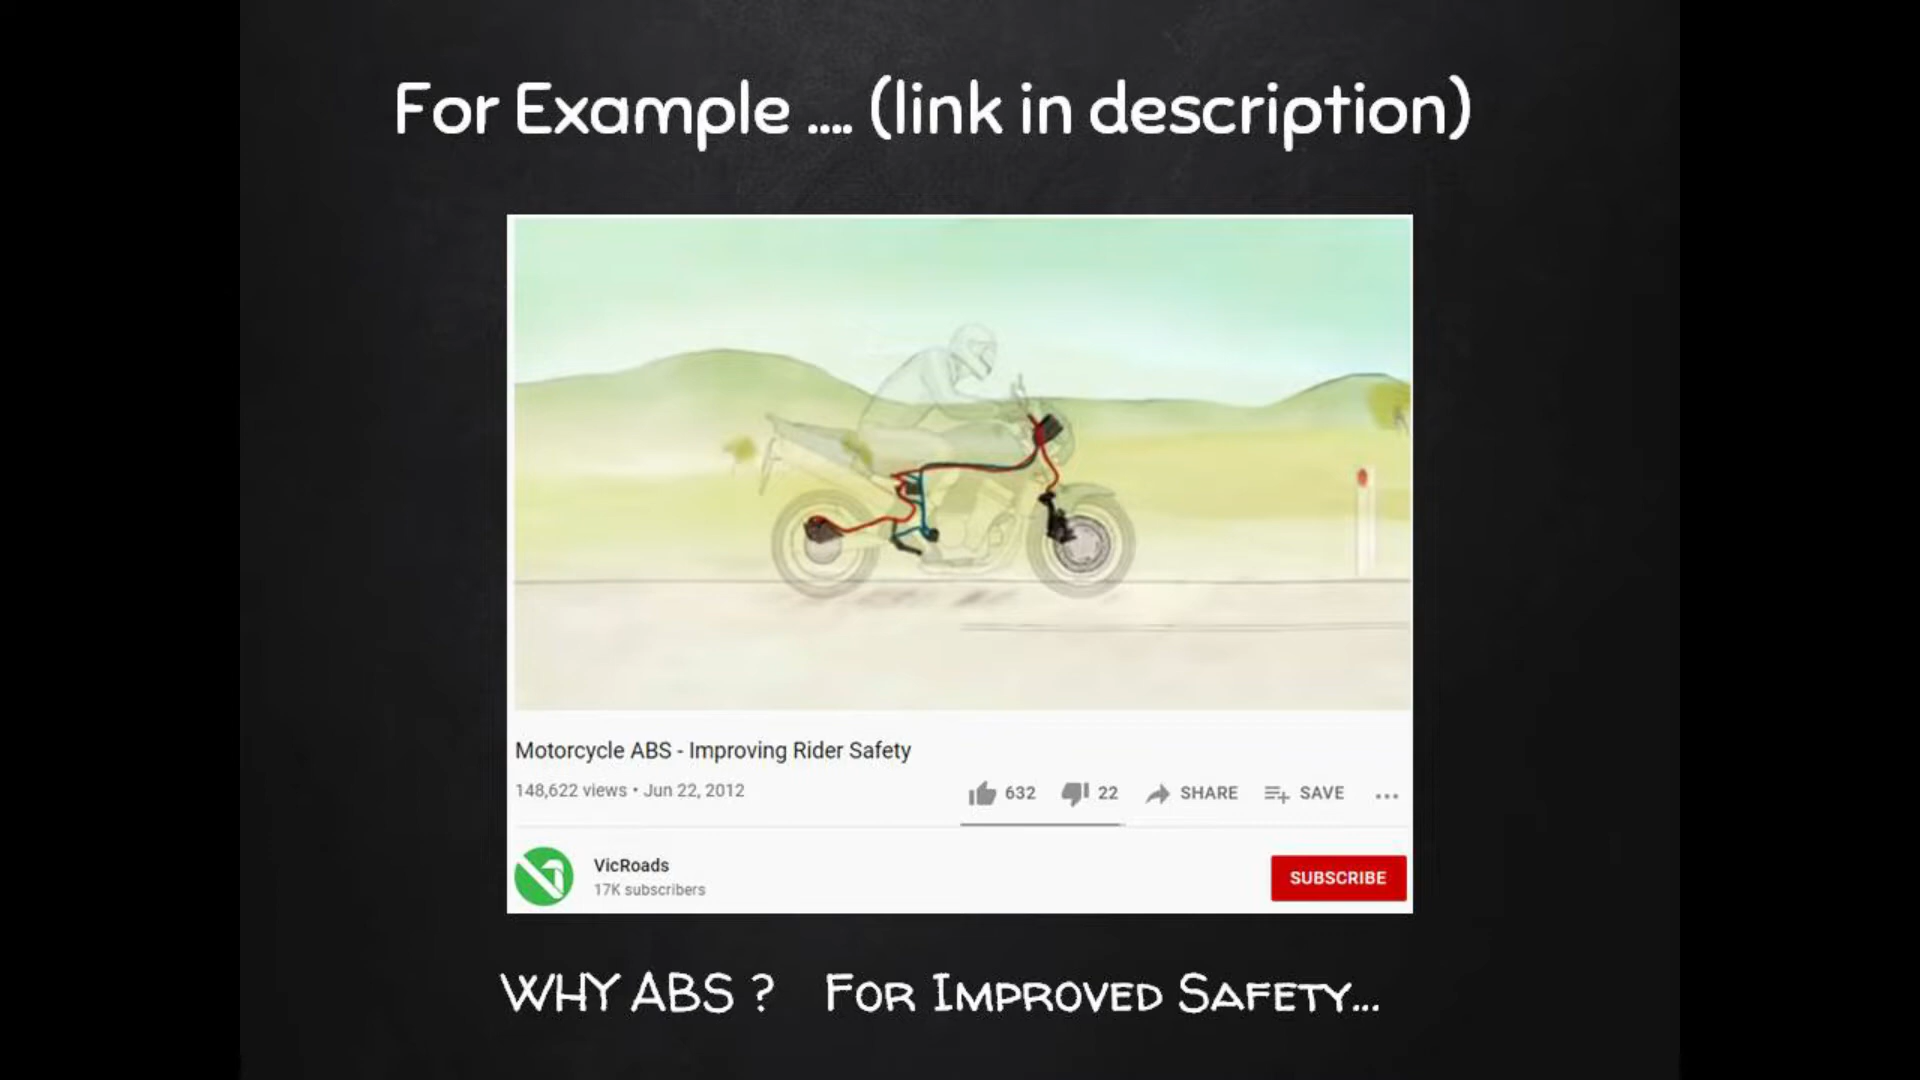 For Example .... (link in description)
Motorcycle ABS - Improving Rider Safety
148,622 views • Jun 22, 2012
632 22 SHARE SAVE ...
VicRoads
17K subscribers
SUBSCRIBE
WHY ABS ? FOR IMPROVED SAFETY...